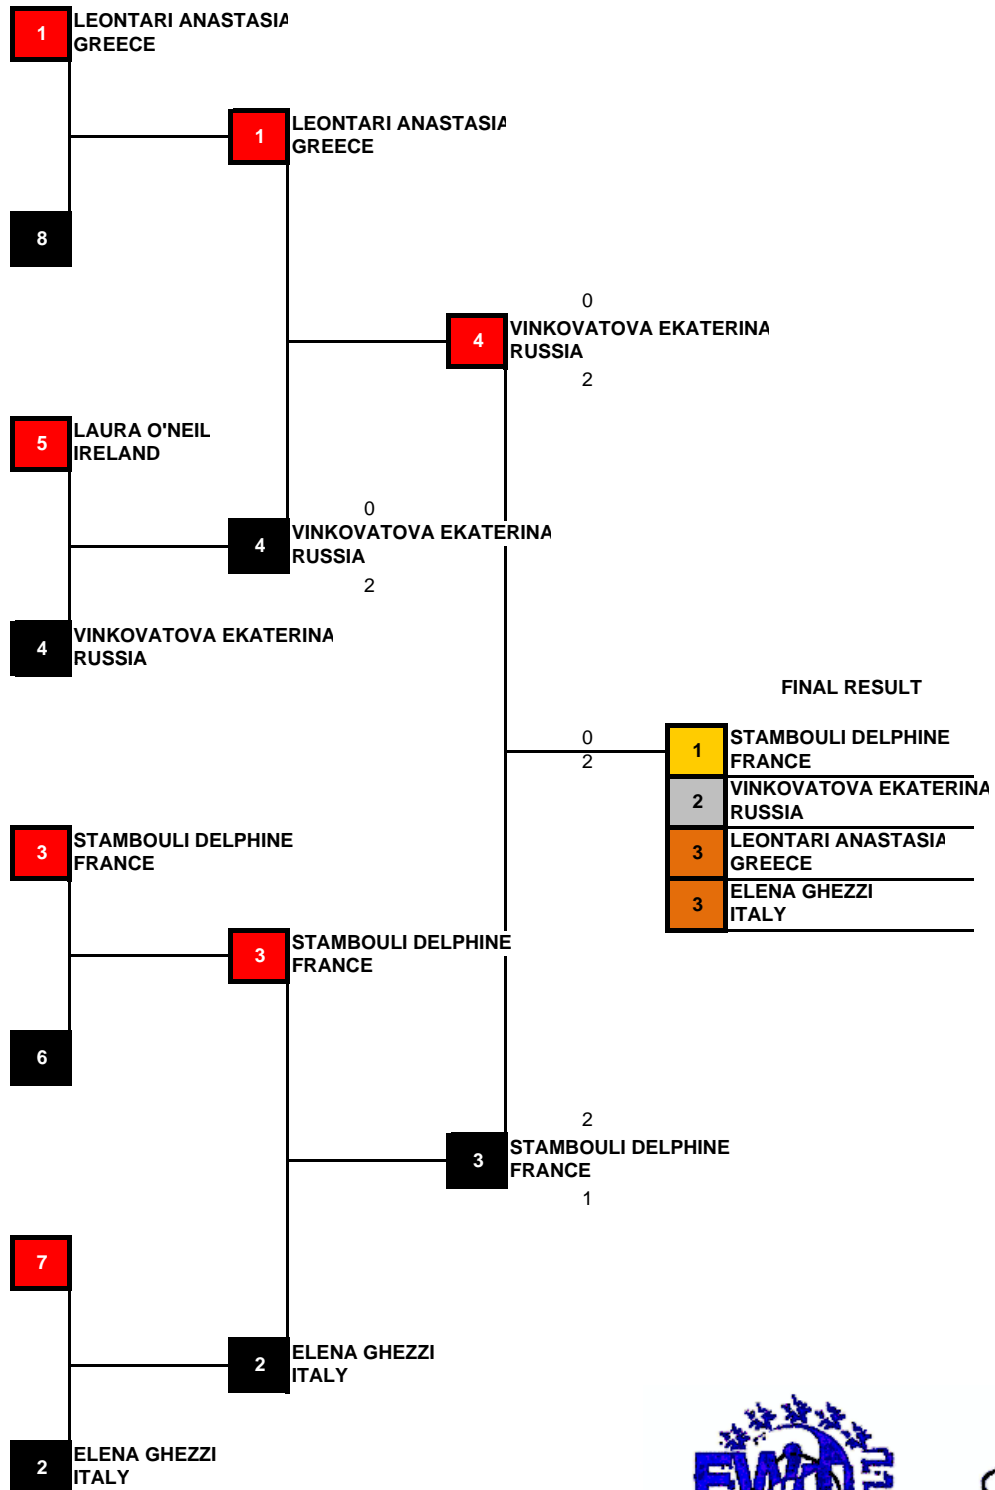 1
LEONTARI ANASTASIA
GREECE
1
LEONTARI ANASTASIA
GREECE
8
0
4
VINKOVATOVA EKATERINA
RUSSIA
2
5
LAURA O'NEIL
IRELAND
0
4
VINKOVATOVA EKATERINA
RUSSIA
2
4
VINKOVATOVA EKATERINA
RUSSIA
FINAL RESULT
0
2
1
STAMBOULI DELPHINE
FRANCE
2
VINKOVATOVA EKATERINA
RUSSIA
3
LEONTARI ANASTASIA
GREECE
3
ELENA GHEZZI
ITALY
3
STAMBOULI DELPHINE
FRANCE
3
STAMBOULI DELPHINE
FRANCE
6
2
3
STAMBOULI DELPHINE
FRANCE
1
7
2
ELENA GHEZZI
ITALY
2
ELENA GHEZZI
ITALY